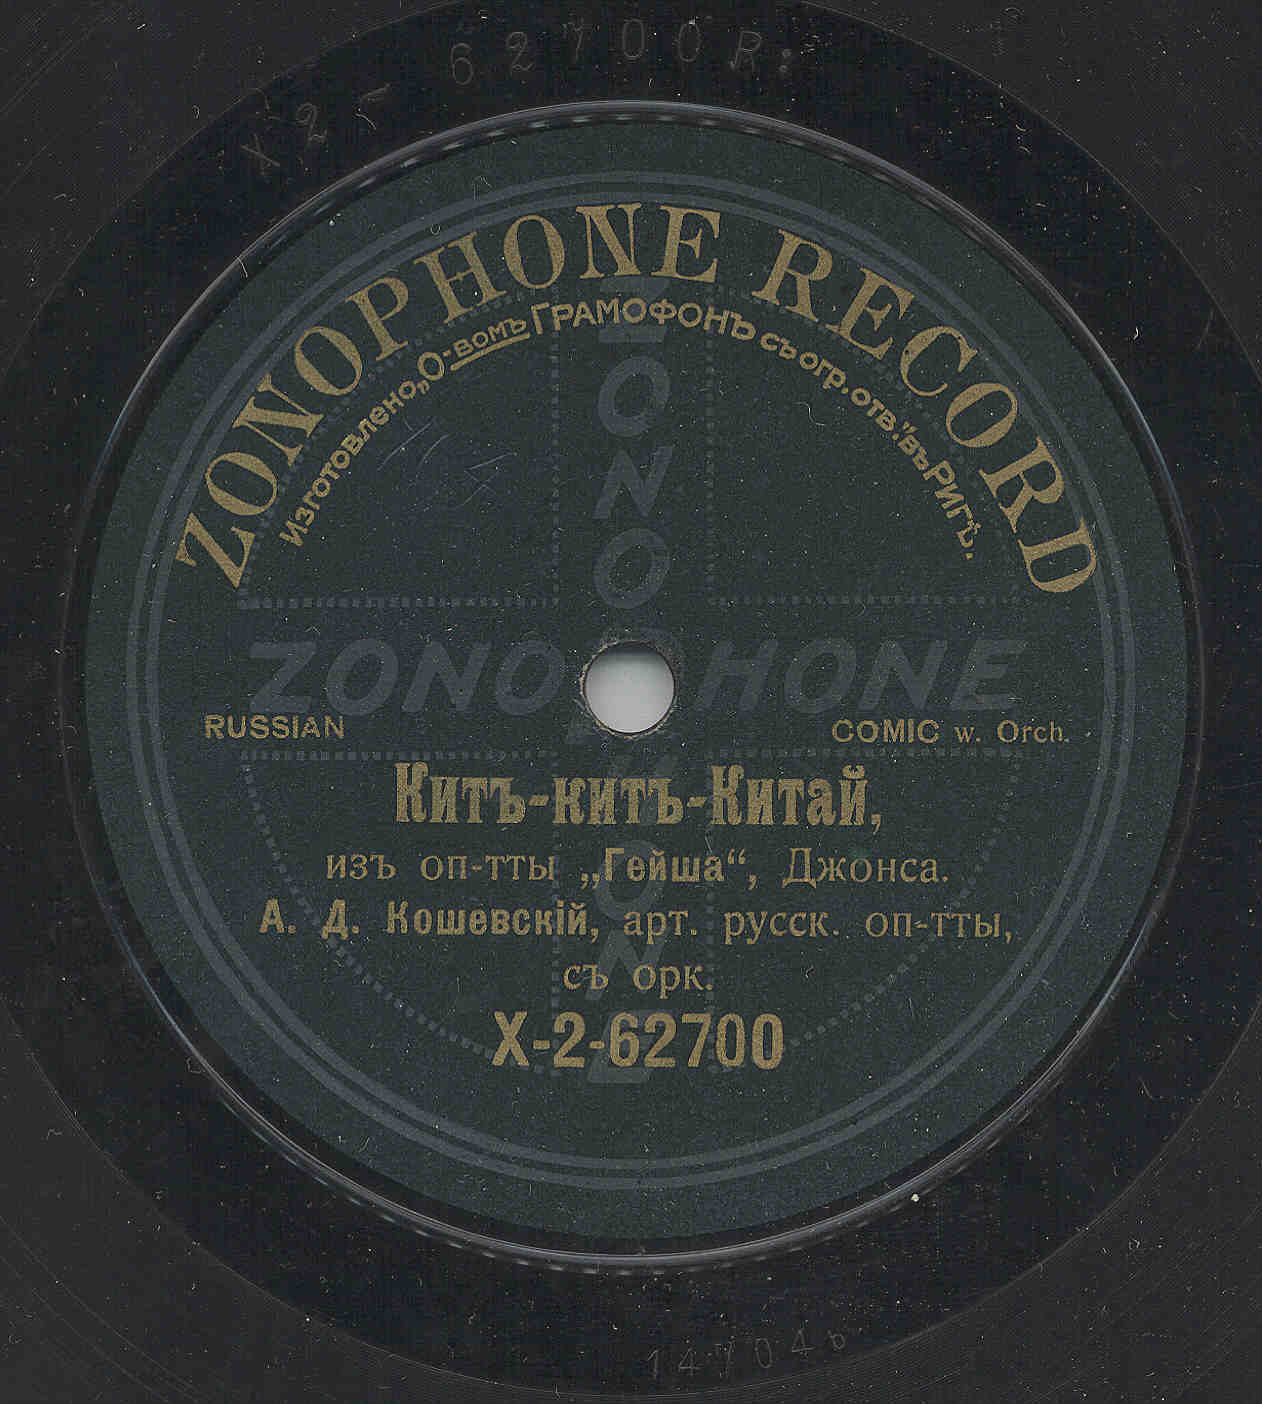 X-2- 62700R.
ZONOPHONE RECORD
Изготовлено „О-вомъ ГРАМОФОНЪ съ огр. отв.“ въ Ригѣ.
ZONOPHONE
ZONOPHONE
RUSSIAN
COMIC w. Orch.
Китъ-китъ-Китай,
изъ оп-тты „Гейша“, Джонса.
А. Д. Кошевскій, арт. русск. оп-тты,
съ орк.
X-2-62700
14704b